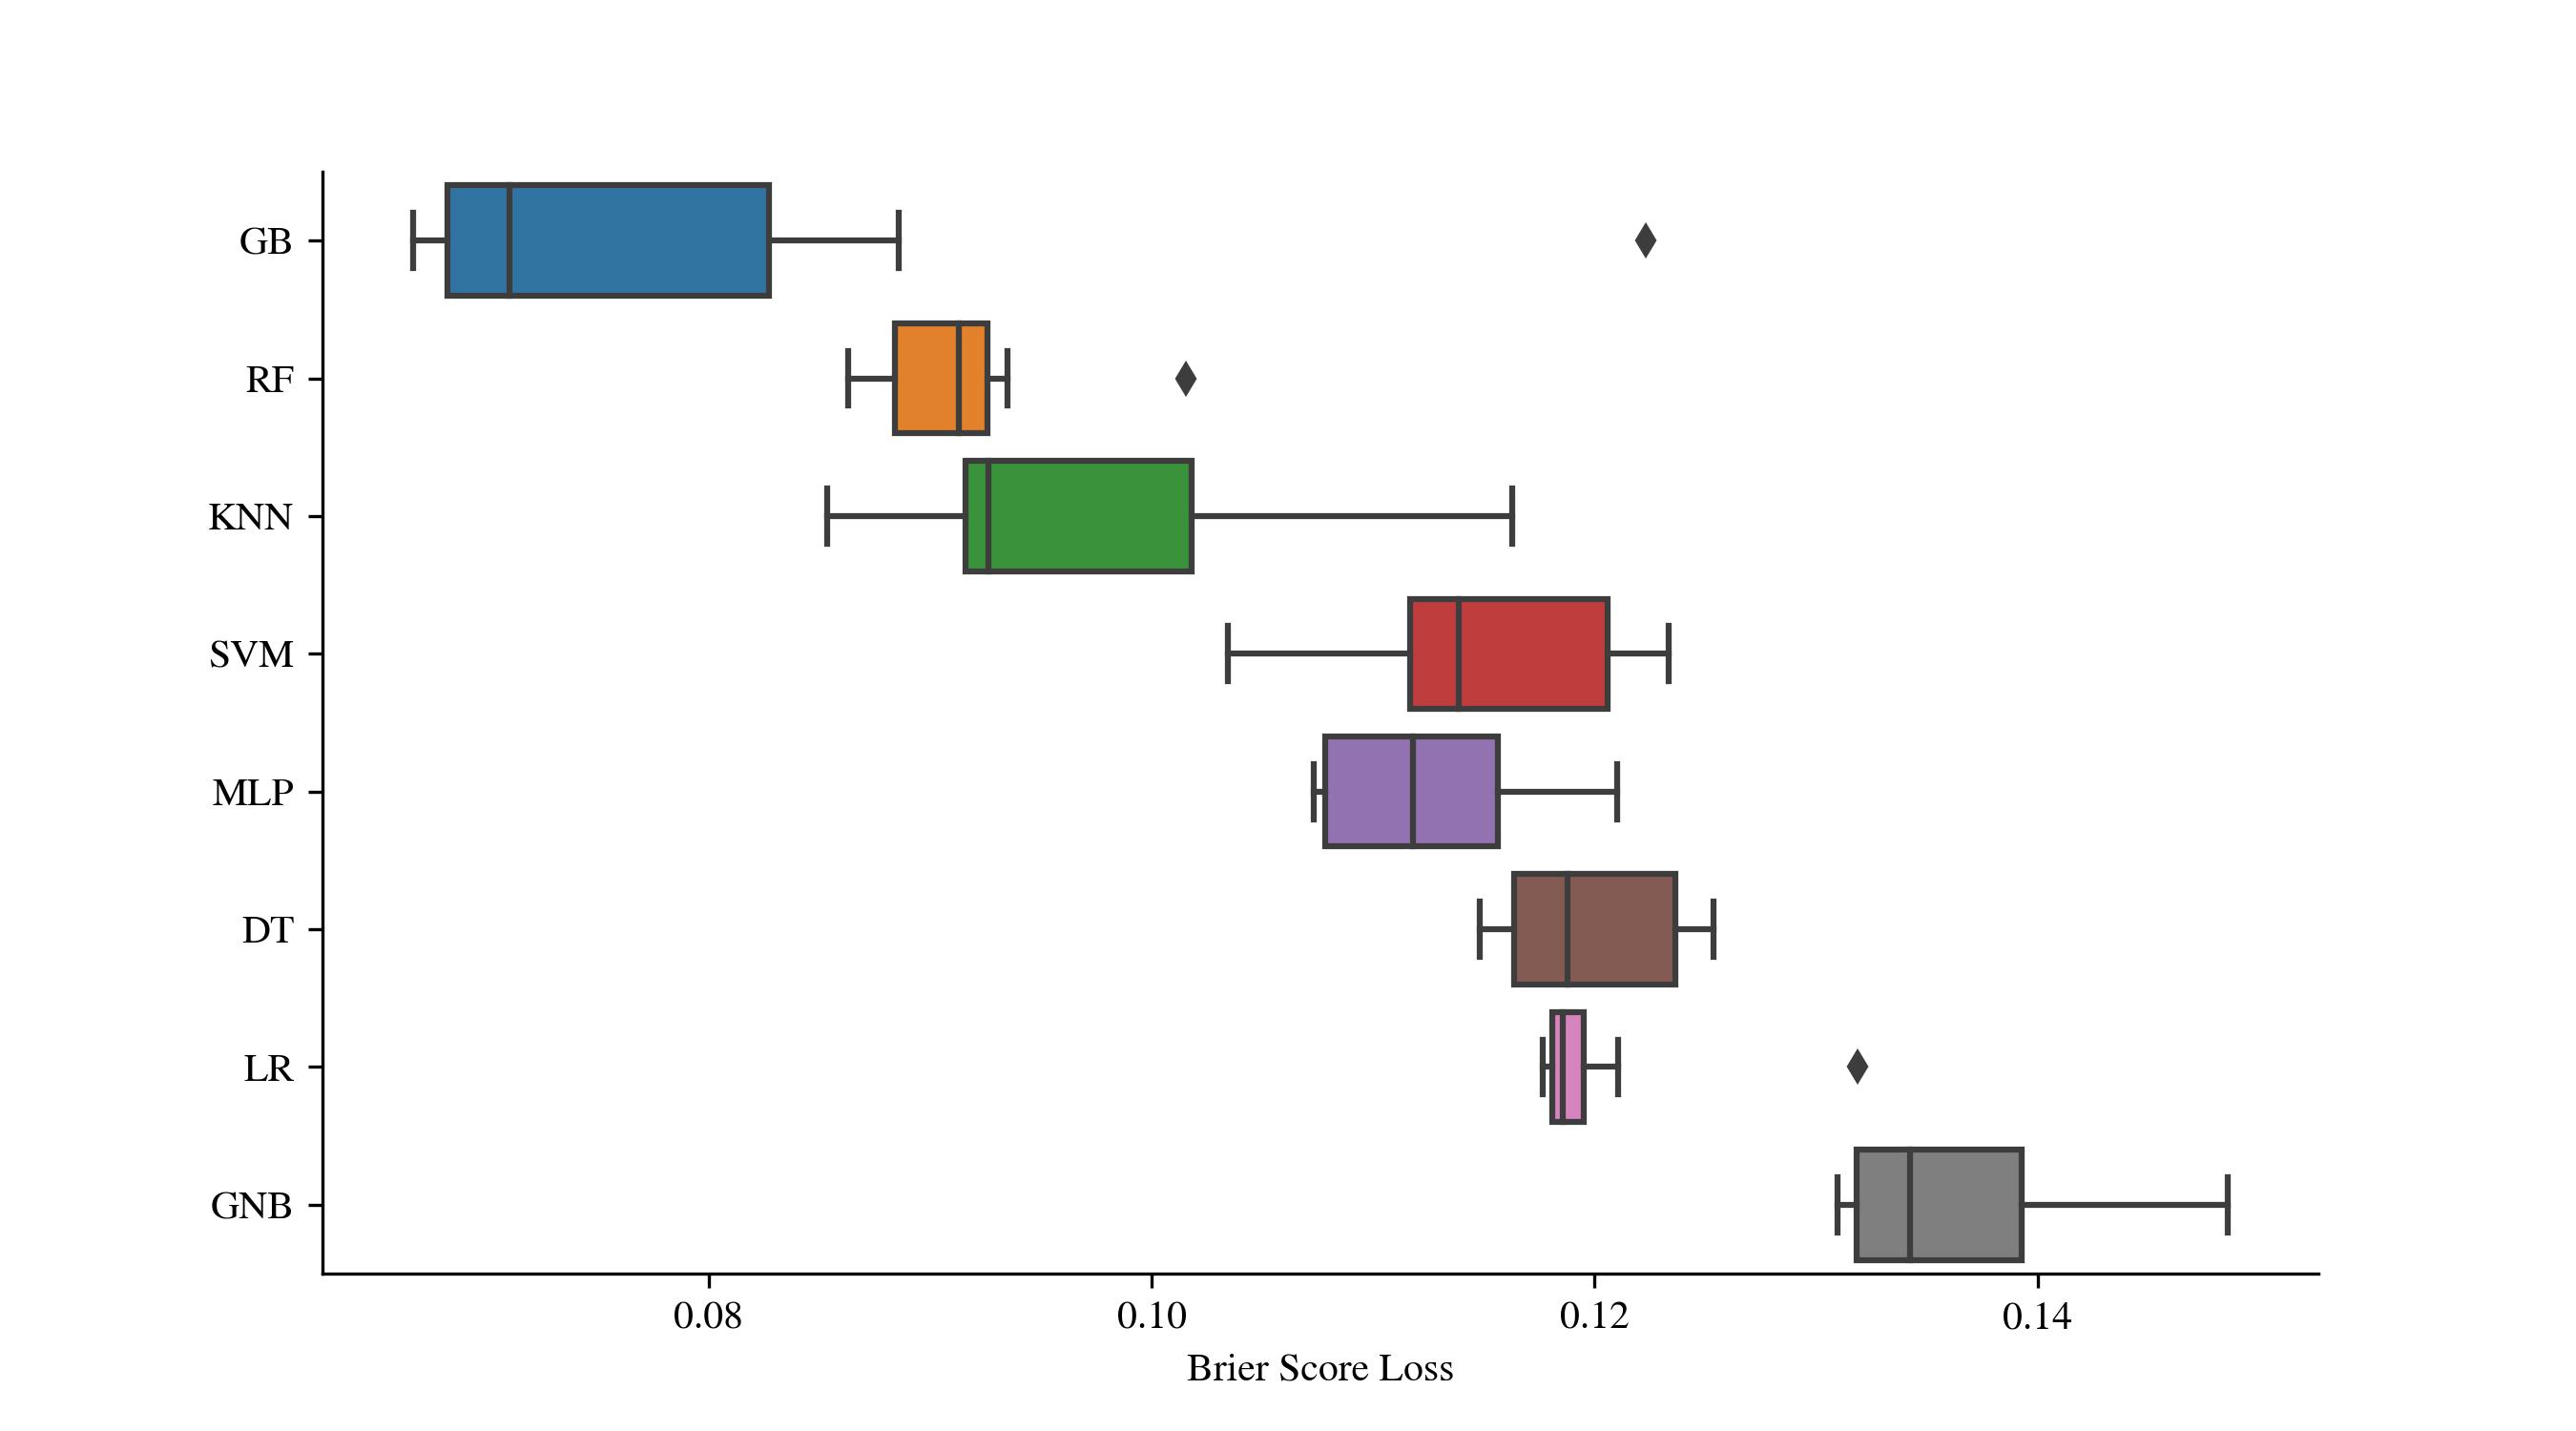 GB
RF
KNN
SVM
MLP
DT
LR
GNB
0.08 0.10 0.12 0.14
Brier Score Loss